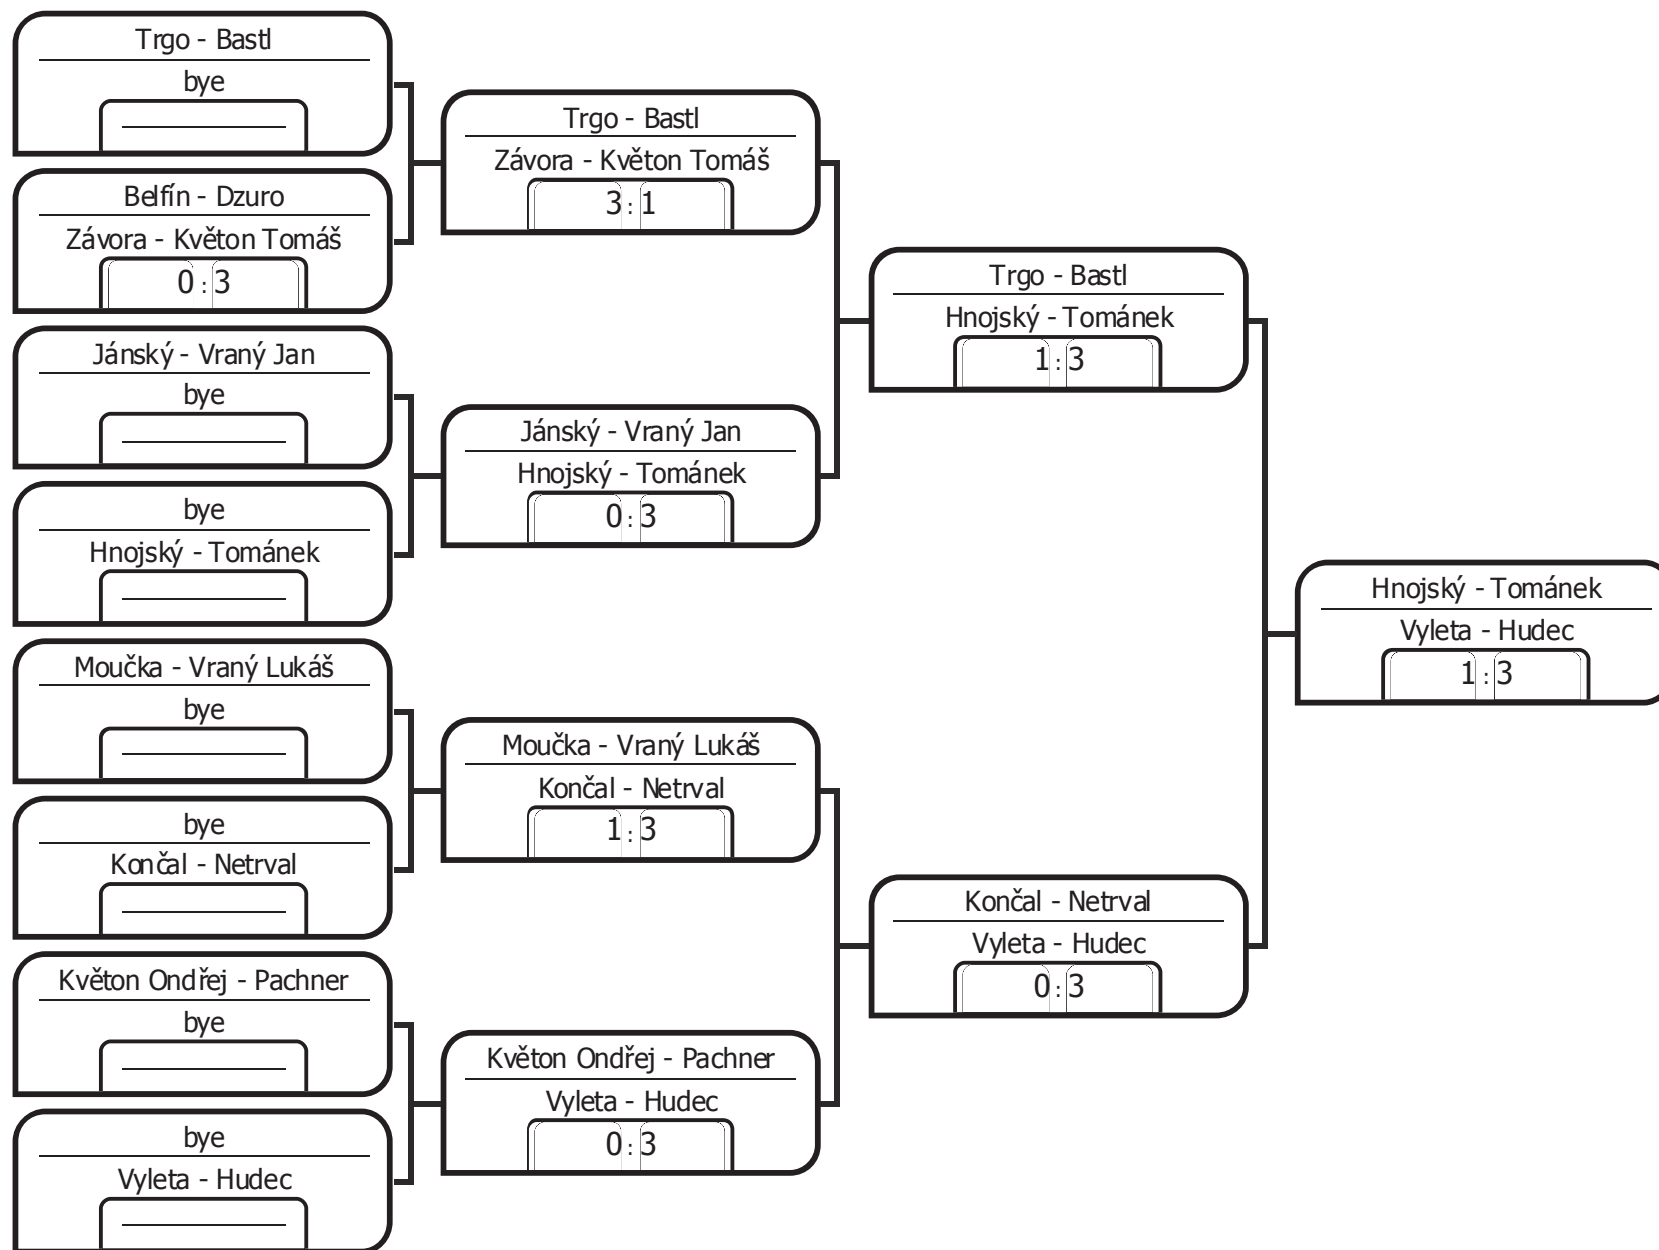 Trgo - Bastl
bye
Belfín - Dzuro
Závora - Květon Tomáš
0 : 3
Jánský - Vraný Jan
bye
bye
Hnojský - Tománek
Moučka - Vraný Lukáš
bye
bye
Končal - Netrval
Květon Ondřej - Pachner
bye
bye
Vyleta - Hudec
Trgo - Bastl
Závora - Květon Tomáš
3 : 1
Jánský - Vraný Jan
Hnojský - Tománek
0 : 3
Moučka - Vraný Lukáš
Končal - Netrval
1 : 3
Květon Ondřej - Pachner
Vyleta - Hudec
0 : 3
Trgo - Bastl
Hnojský - Tománek
1 : 3
Končal - Netrval
Vyleta - Hudec
0 : 3
Hnojský - Tománek
Vyleta - Hudec
1 : 3